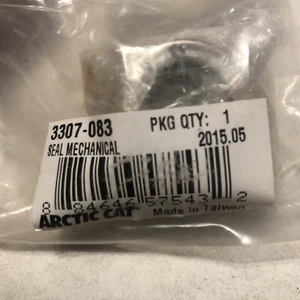 3307-083 PKG QTY: 1
SEAL MECHANICAL 2015.05
8 84646 57543 2
ARCTIC CAT Made in Taiwan